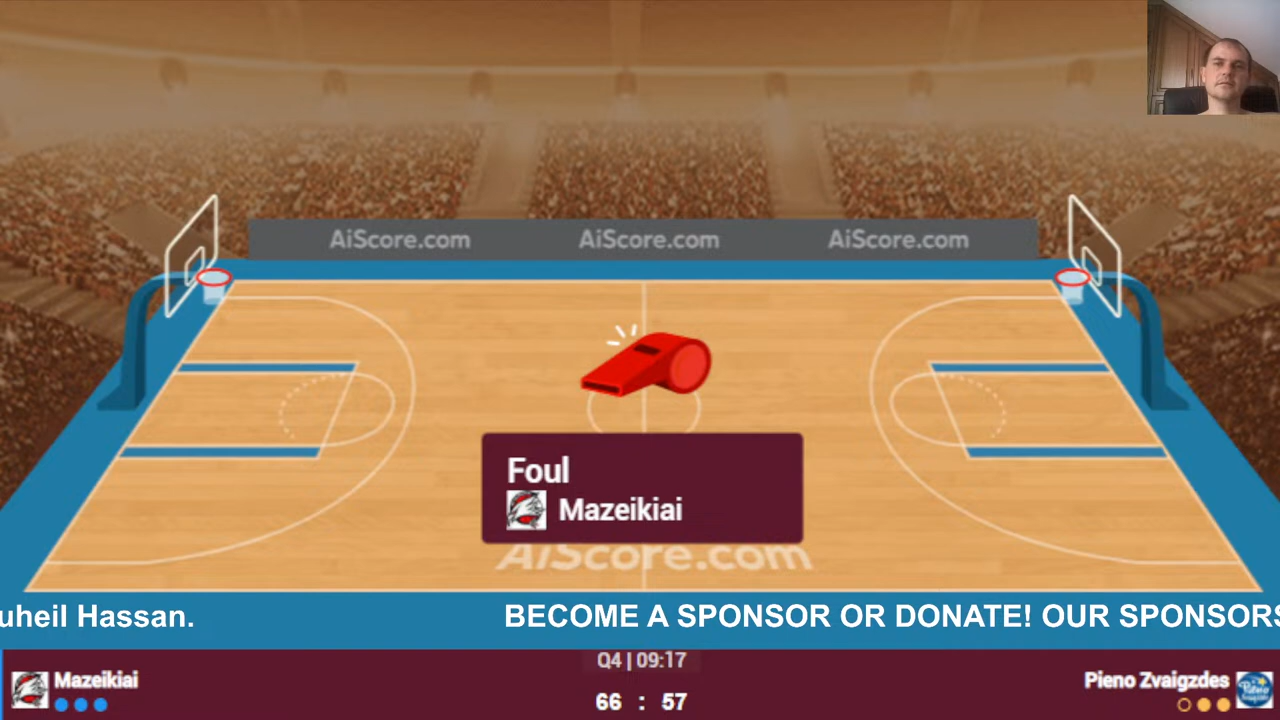 AiScore.com AiScore.com AiScore.com
Foul
Mazeikiai
AiScore.com
uheil Hassan. BECOME A SPONSOR OR DONATE! OUR SPONSORS
Q4 | 09:17
Mazeikiai 66 : 57 Pieno Zvaigzdes